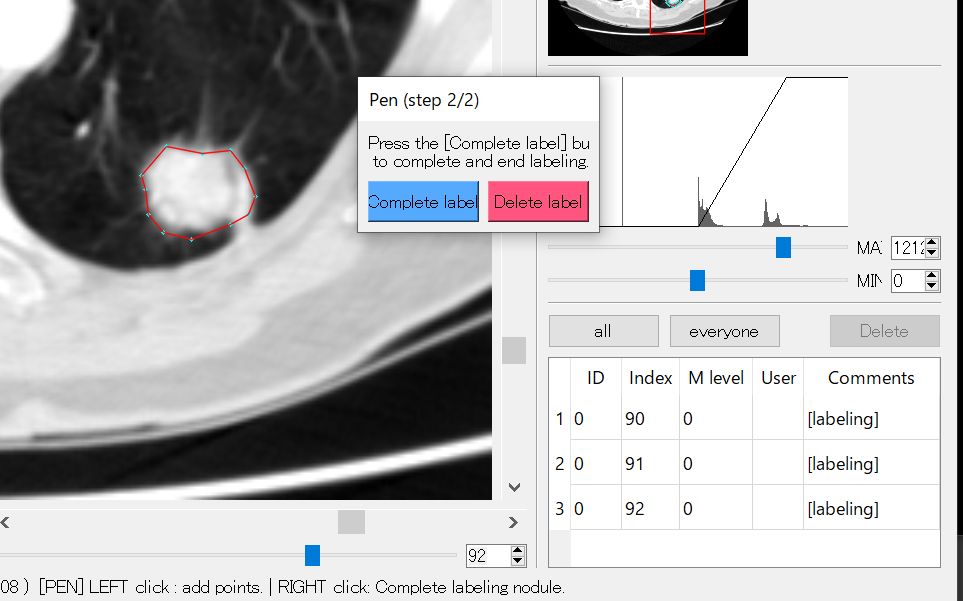 Pen (step 2/2)
Press the [Complete label] bu
to complete and end labeling.
Complete label
Delete label
MA
1212
MIN
0
all
everyone
Delete
ID Index M level User Comments
1 0 90 0 [labeling]
2 0 91 0 [labeling]
3 0 92 0 [labeling]
92
08 ) [PEN] LEFT click : add points. | RIGHT click: Complete labeling nodule.